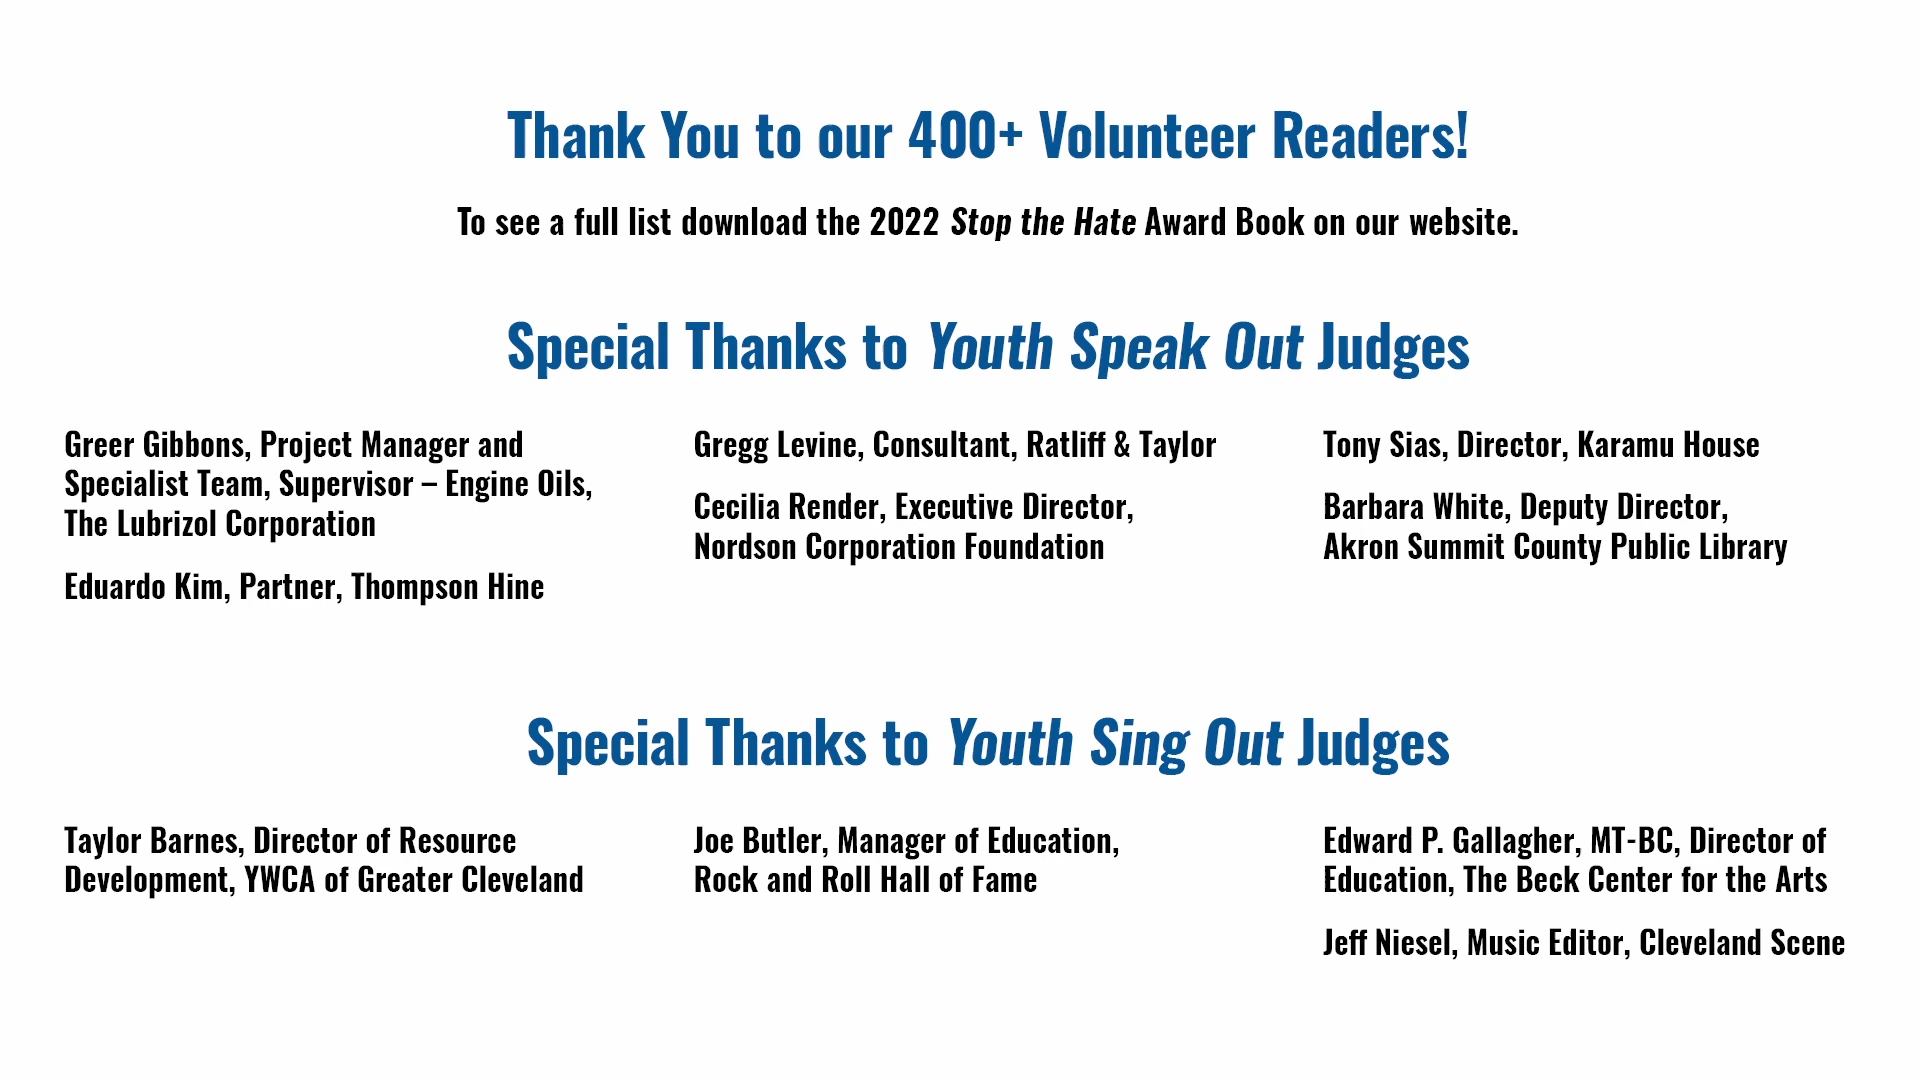 Thank You to our 400+ Volunteer Readers!
To see a full list download the 2022 Stop the Hate Award Book on our website.
Special Thanks to Youth Speak Out Judges
Greer Gibbons, Project Manager and
Specialist Team, Supervisor – Engine Oils,
The Lubrizol Corporation
Eduardo Kim, Partner, Thompson Hine
Gregg Levine, Consultant, Ratliff & Taylor
Cecilia Render, Executive Director,
Nordson Corporation Foundation
Tony Sias, Director, Karamu House
Barbara White, Deputy Director,
Akron Summit County Public Library
Special Thanks to Youth Sing Out Judges
Taylor Barnes, Director of Resource
Development, YWCA of Greater Cleveland
Joe Butler, Manager of Education,
Rock and Roll Hall of Fame
Edward P. Gallagher, MT-BC, Director of
Education, The Beck Center for the Arts
Jeff Niesel, Music Editor, Cleveland Scene